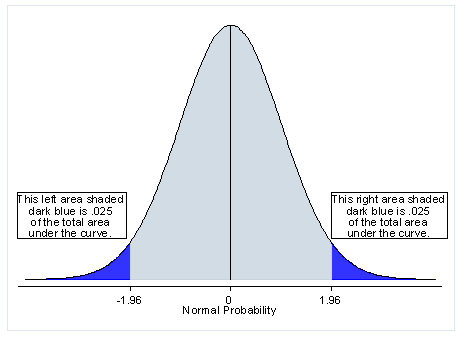 This left area shaded
dark blue is .025
of the total area
under the curve.
This right area shaded
dark blue is .025
of the total area
under the curve.
-1.96
0
1.96
Normal Probability